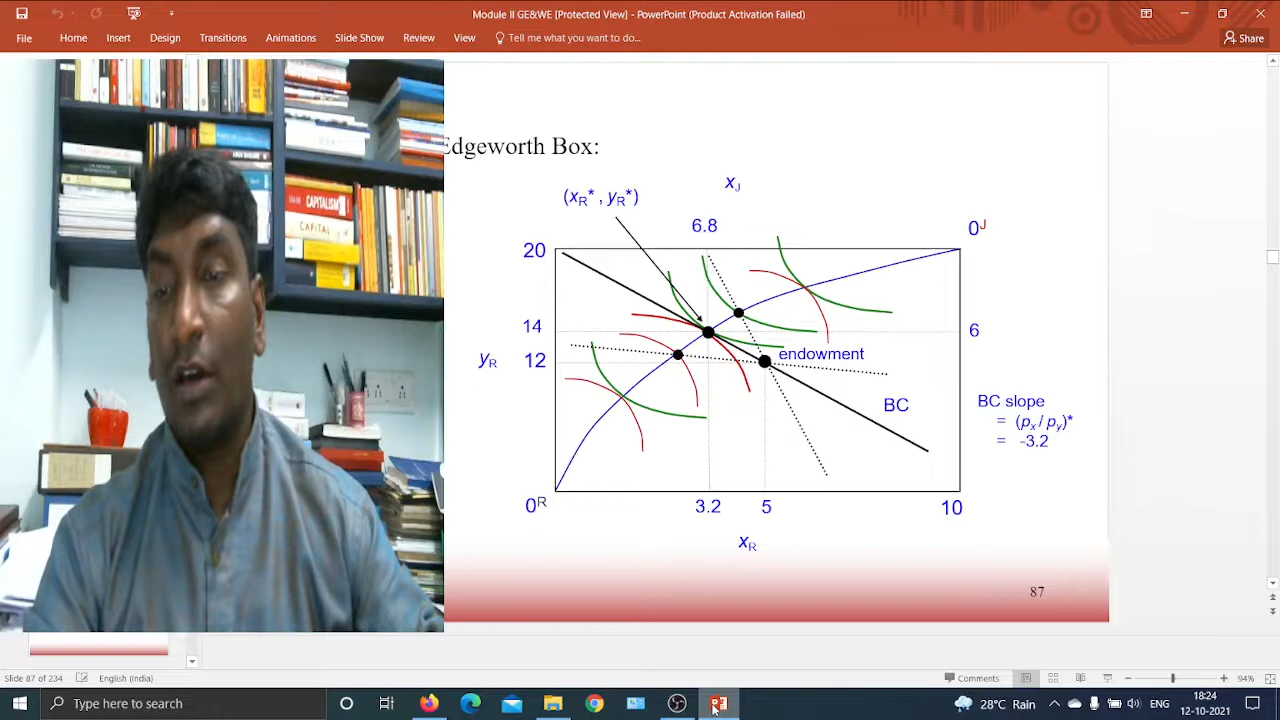 Module II GE&WE [Protected View] - PowerPoint (Product Activation Failed)
File Home Insert Design Transitions Animations Slide Show Review View Tell me what you want to do... Share
Edgeworth Box:
(xR* , yR*)
xJ
6.8
0J
20
14
6
yR
12
endowment
BC
BC slope
= (px / py)*
= -3.2
0R
3.2
5
10
xR
87
CAPITALISM
CAPITAL
Slide 87 of 234 English (India) Comments 94%
Type here to search
28°C Rain ENG 18:24
12-10-2021